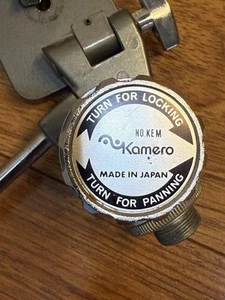 TURN FOR LOCKING
NO.KEM
Kamero
MADE IN JAPAN
TURN FOR PANNING